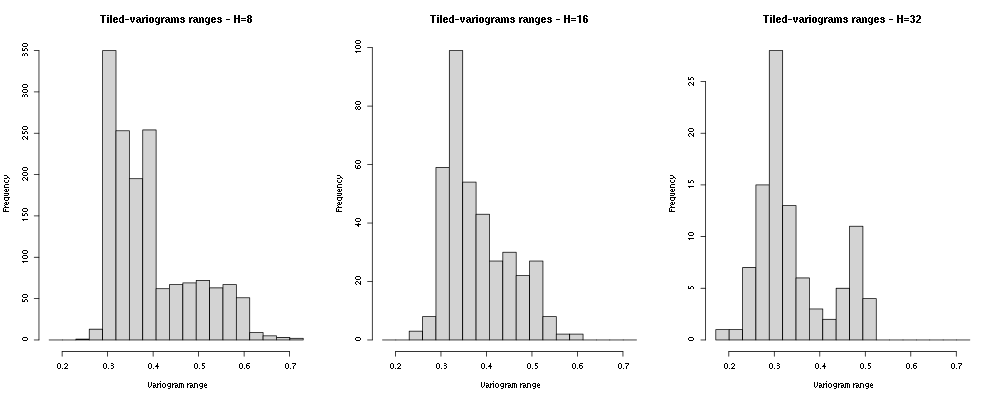 Tiled-variograms ranges - H=8
Frequency
0
50
100
150
200
250
300
350
0.2 0.3 0.4 0.5 0.6 0.7
Variogram range
Tiled-variograms ranges - H=16
Frequency
0
20
40
60
80
100
0.2 0.3 0.4 0.5 0.6 0.7
Variogram range
Tiled-variograms ranges - H=32
Frequency
0
5
10
15
20
25
0.2 0.3 0.4 0.5 0.6 0.7
Variogram range